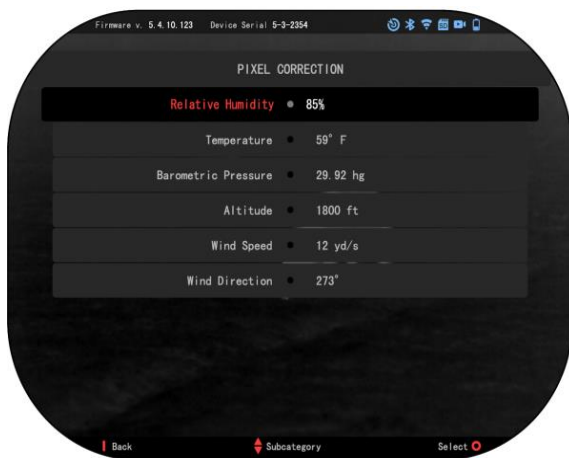 Firmware v. 5.4.10.123 Device Serial 5-3-2354
PIXEL CORRECTION
Relative Humidity 85%
Temperature 59° F
Barometric Pressure 29.92 hg
Altitude 1800 ft
Wind Speed 12 yd/s
Wind Direction 273°
Back Subcategory Select